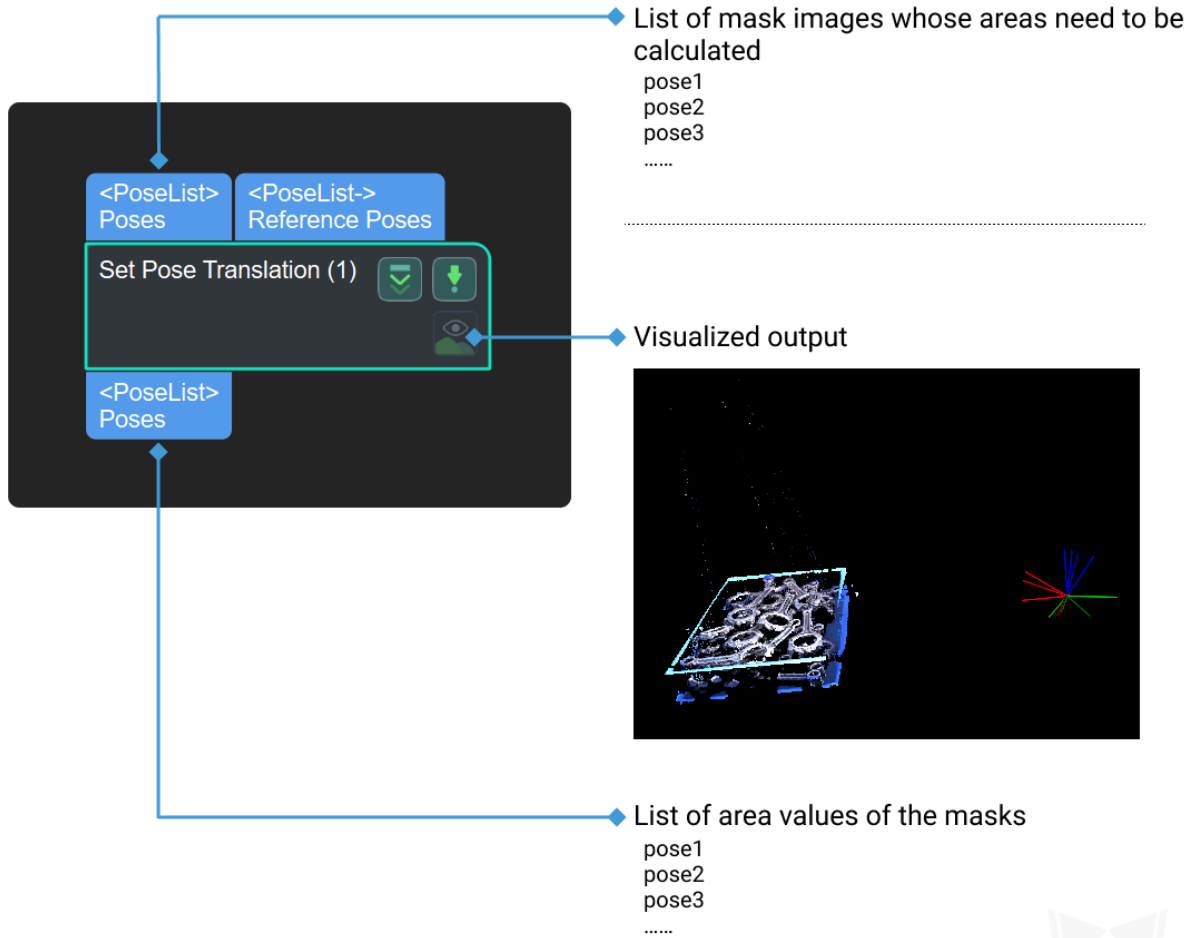 List of mask images whose areas need to be
calculated
pose1
pose2
pose3
......
<PoseList>
Poses
<PoseList->
Reference Poses
Set Pose Translation (1)
Visualized output
<PoseList>
Poses
List of area values of the masks
pose1
pose2
pose3
......